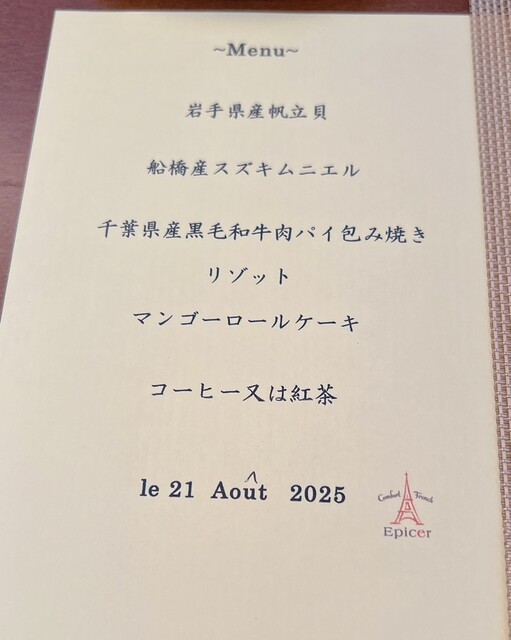 ~Menu~
岩手県産帆立貝
船橋産スズキムニエル
千葉県産黒毛和牛肉パイ包み焼き
リゾット
マンゴーロールケーキ
コーヒー又は紅茶
le 21 Août 2025
Comfort French
Epicer